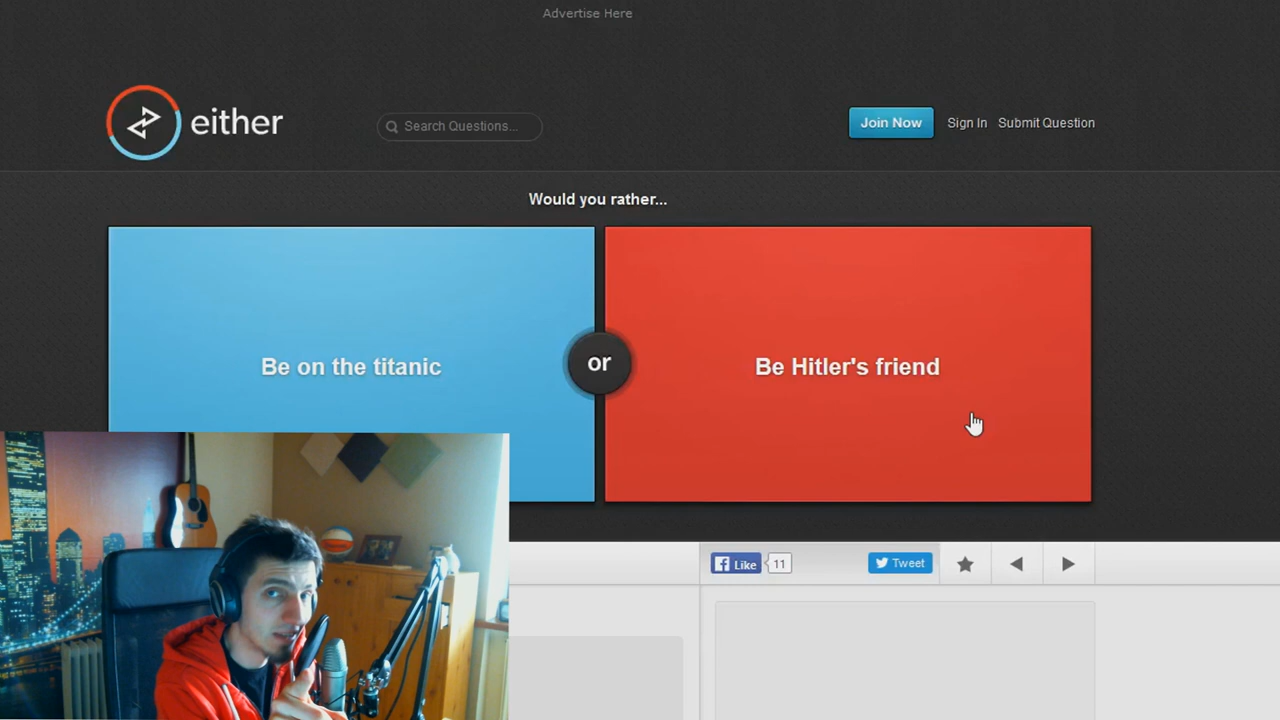 Advertise Here
either
Search Questions...
Join Now
Sign In
Submit Question
Would you rather...
Be on the titanic
or
Be Hitler's friend
Like
11
Tweet